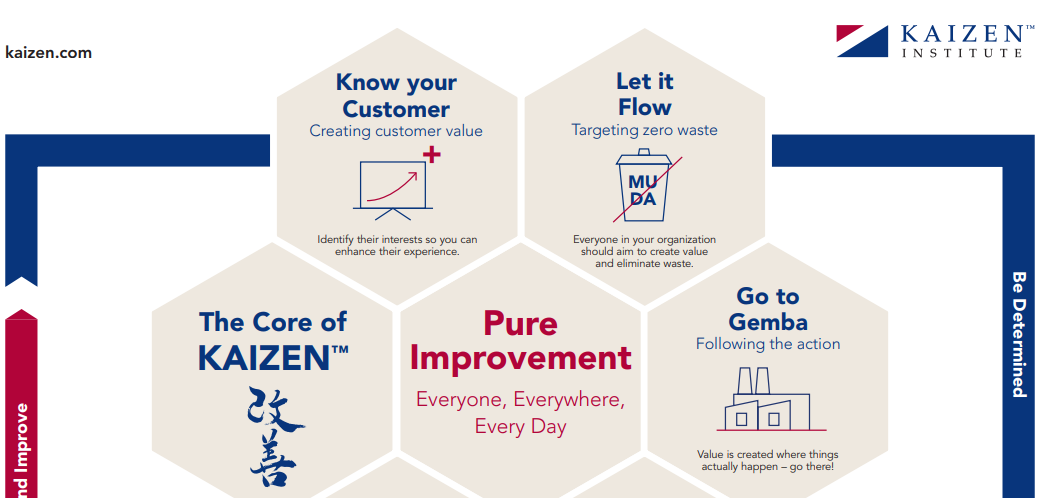 kaizen.com
KAIZEN™
INSTITUTE
Know your
Customer
Creating customer value
Identify their interests so you can
enhance their experience.
Let it
Flow
Targeting zero waste
MU
DA
Everyone in your organization
should aim to create value
and eliminate waste.
The Core of
KAIZEN™
改
善
Pure
Improvement
Everyone, Everywhere,
Every Day
Go to
Gemba
Following the action
Value is created where things
actually happen – go there!
Be Determined
Improve